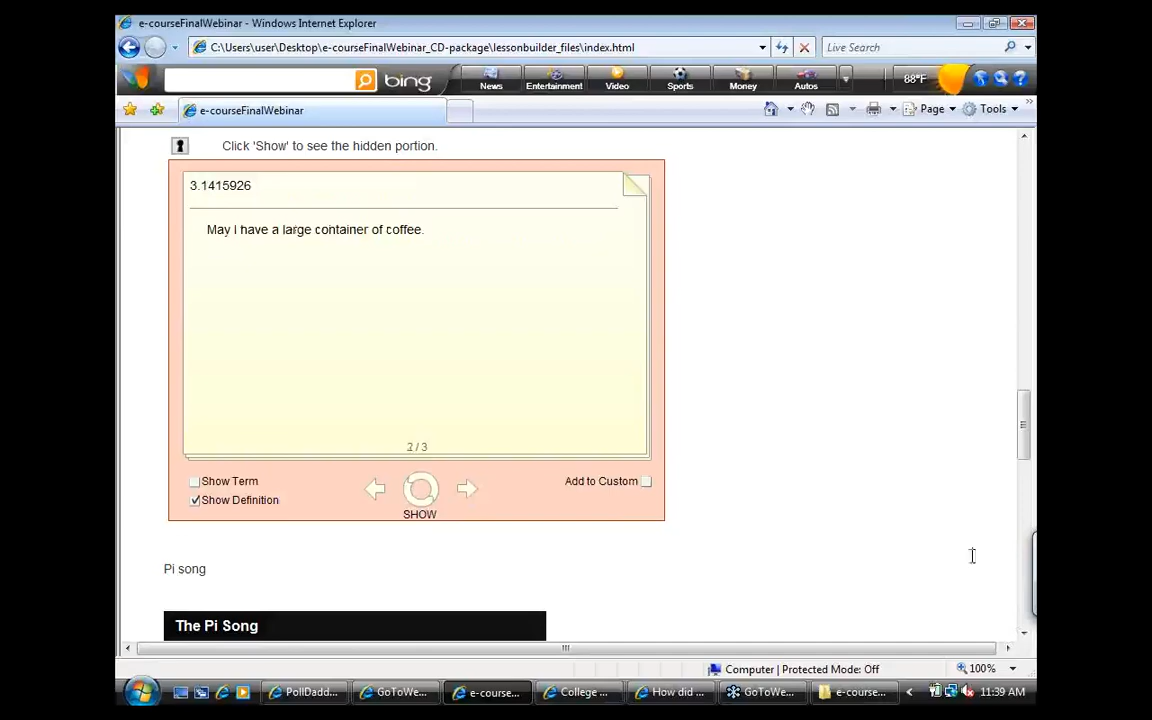 e-courseFinalWebinar - Windows Internet Explorer
C:\Users\user\Desktop\e-courseFinalWebinar_CD-package\lessonbuilder_files\index.html
Live Search
bing
News
Entertainment
Video
Sports
Money
Autos
88°F
e-courseFinalWebinar
Page
Tools
Click 'Show' to see the hidden portion.
3.1415926
May I have a large container of coffee.
2 / 3
Show Term
Add to Custom
Show Definition
SHOW
Pi song
The Pi Song
Computer | Protected Mode: Off
100%
PollDadd...
GoToWe...
e-course...
College ...
How did ...
GoToWe...
e-course...
11:39 AM